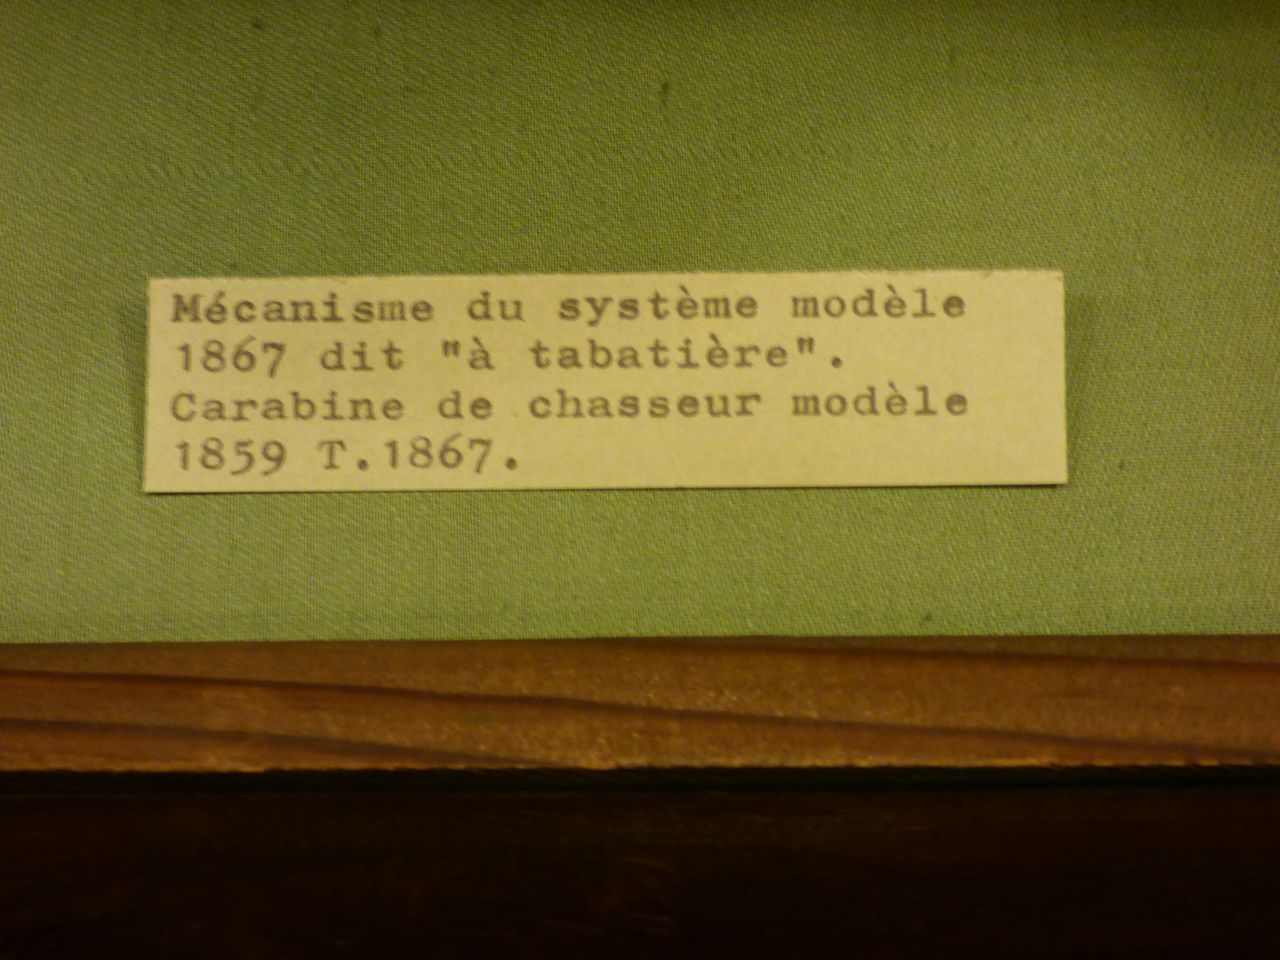 Mécanisme du système modèle
1867 dit "à tabatière".
Carabine de chasseur modèle
1859 T.1867.